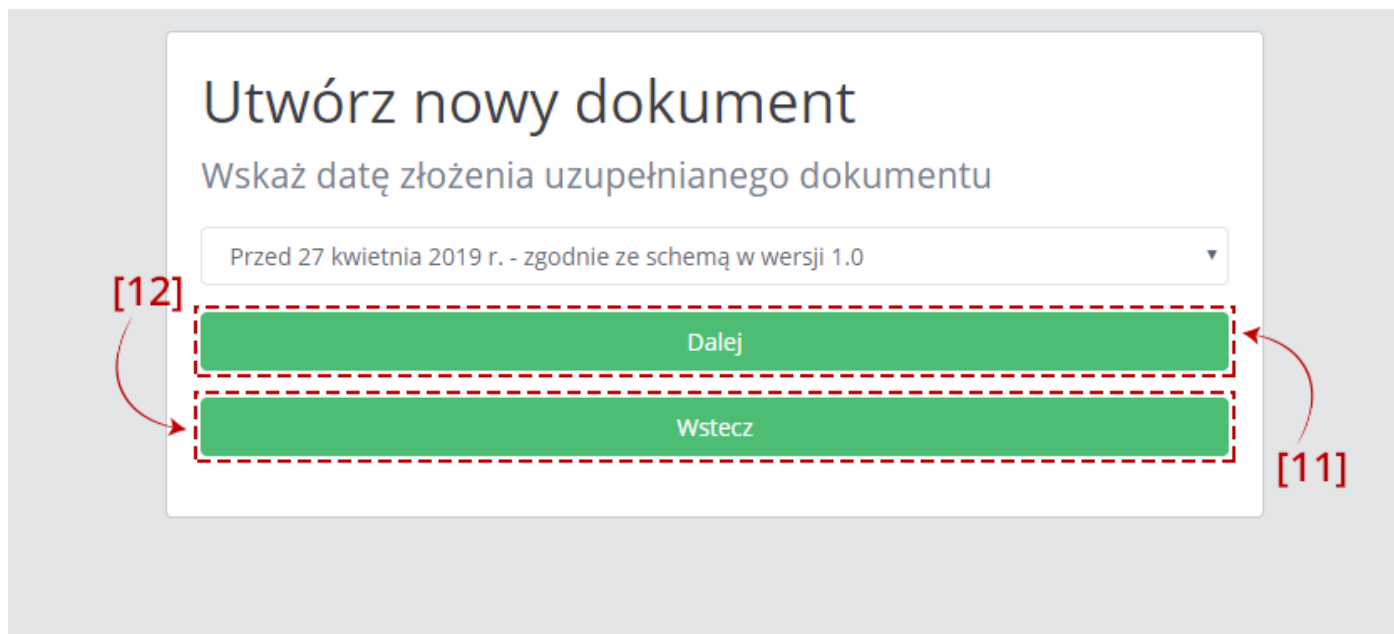 Utwórz nowy dokument
Wskaż datę złożenia uzupełnianego dokumentu
Przed 27 kwietnia 2019 r. - zgodnie ze schemą w wersji 1.0
[12]
Dalej
Wstecz
[11]